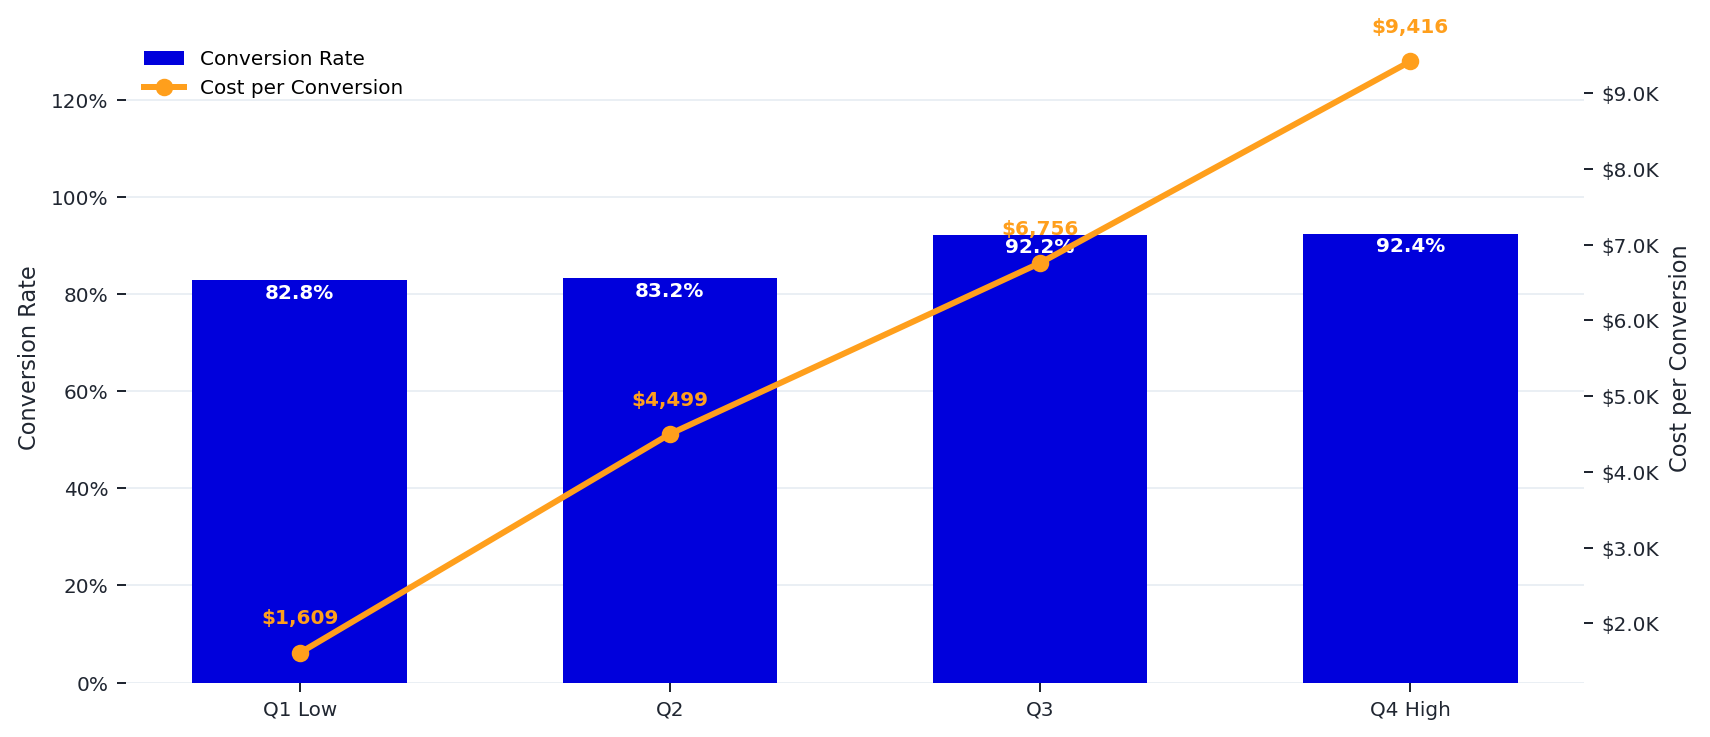 $9,416
Conversion Rate
Cost per Conversion
120%
100%
80%
60%
40%
20%
0%
Conversion Rate
$9.0K
$8.0K
$7.0K
$6.0K
$5.0K
$4.0K
$3.0K
$2.0K
Cost per Conversion
$6,756
92.2%
92.4%
82.8%
83.2%
$4,499
$1,609
Q1 Low
Q2
Q3
Q4 High